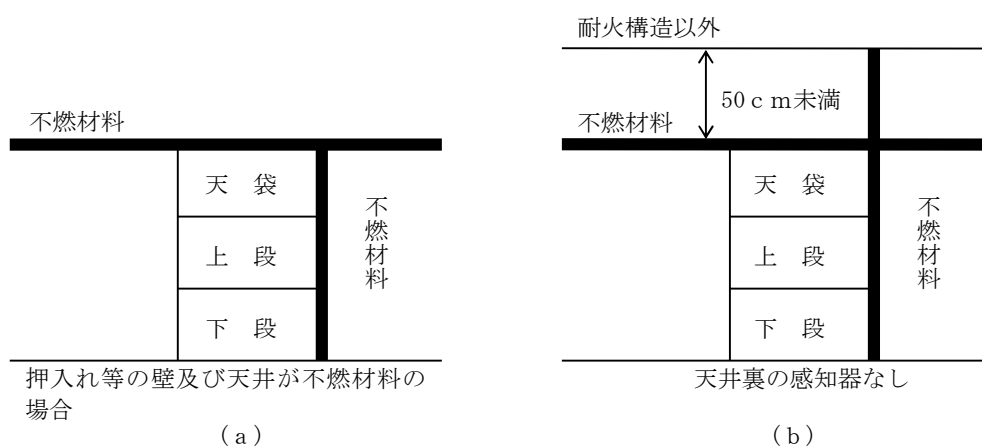 不燃材料
天 袋
上 段
下 段
不燃材料
押入れ等の壁及び天井が不燃材料の
場合
（a）
耐火構造以外
50ｃｍ未満
不燃材料
天 袋
上 段
下 段
不燃材料
天井裏の感知器なし
（b）